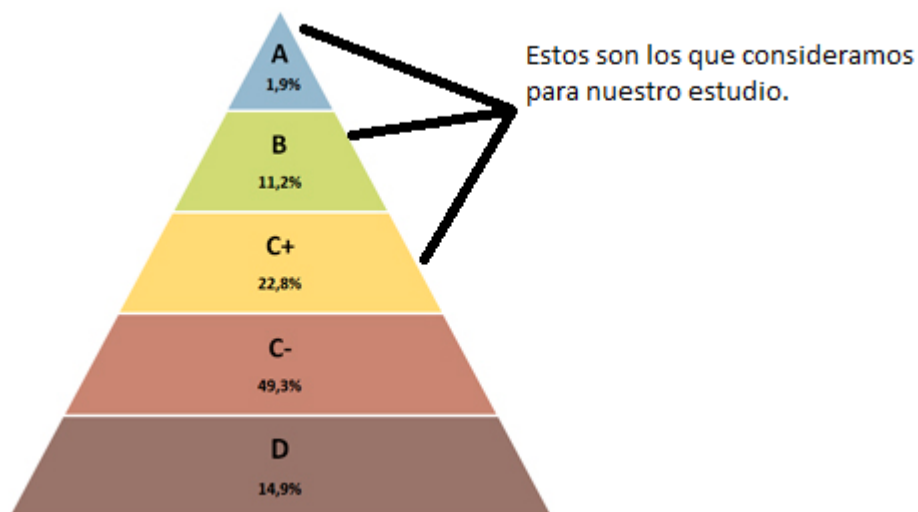 A
1,9%
Estos son los que consideramos
para nuestro estudio.
B
11,2%
C+
22,8%
C-
49,3%
D
14,9%